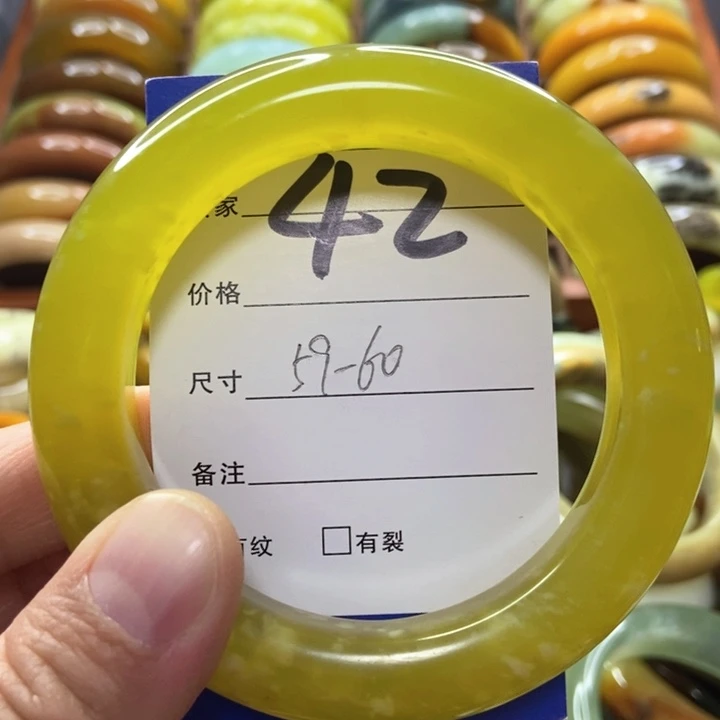 家 42
价格
尺寸 59-60
备注
纹 □有裂